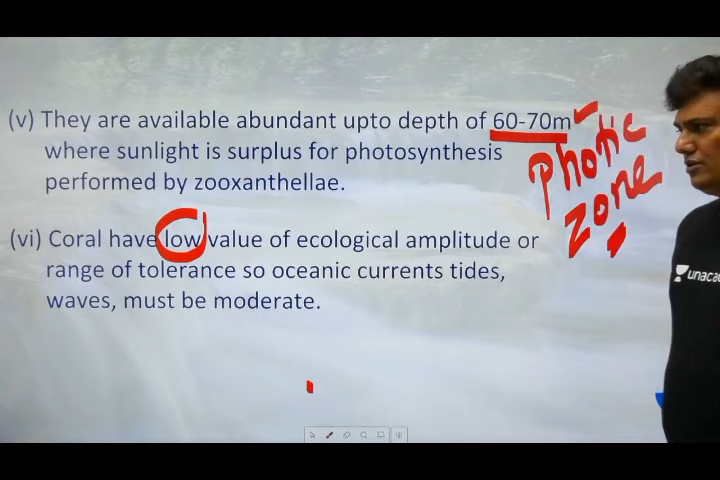 (v) They are available abundant upto depth of 60-70m
where sunlight is surplus for photosynthesis
performed by zooxanthellae.
photic
zone
(vi) Coral have low value of ecological amplitude or
range of tolerance so oceanic currents tides,
waves, must be moderate.
unaca